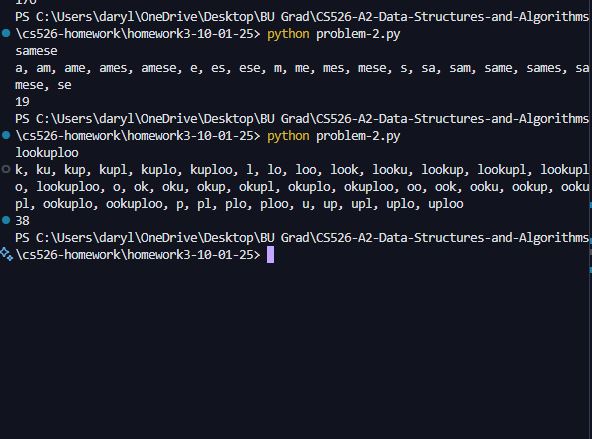 170
PS C:\Users\daryl\OneDrive\Desktop\BU Grad\CS526-A2-Data-Structures-and-Algorithms
\cs526-homework\homework3-10-01-25> python problem-2.py
samese
a, am, ame, ames, amese, e, es, ese, m, me, mes, mese, s, sa, sam, same, sames, sa
mese, se
19
PS C:\Users\daryl\OneDrive\Desktop\BU Grad\CS526-A2-Data-Structures-and-Algorithms
\cs526-homework\homework3-10-01-25> python problem-2.py
lookuploo
k, ku, kup, kupl, kuplo, kuploo, l, lo, loo, look, looku, lookup, lookupl, lookupl
o, lookuploo, o, ok, oku, okup, okupl, okuplo, okuploo, oo, ook, ooku, ookup, ooku
pl, ookuplo, ookuploo, p, pl, plo, ploo, u, up, upl, uplo, uploo
38
PS C:\Users\daryl\OneDrive\Desktop\BU Grad\CS526-A2-Data-Structures-and-Algorithms
\cs526-homework\homework3-10-01-25>